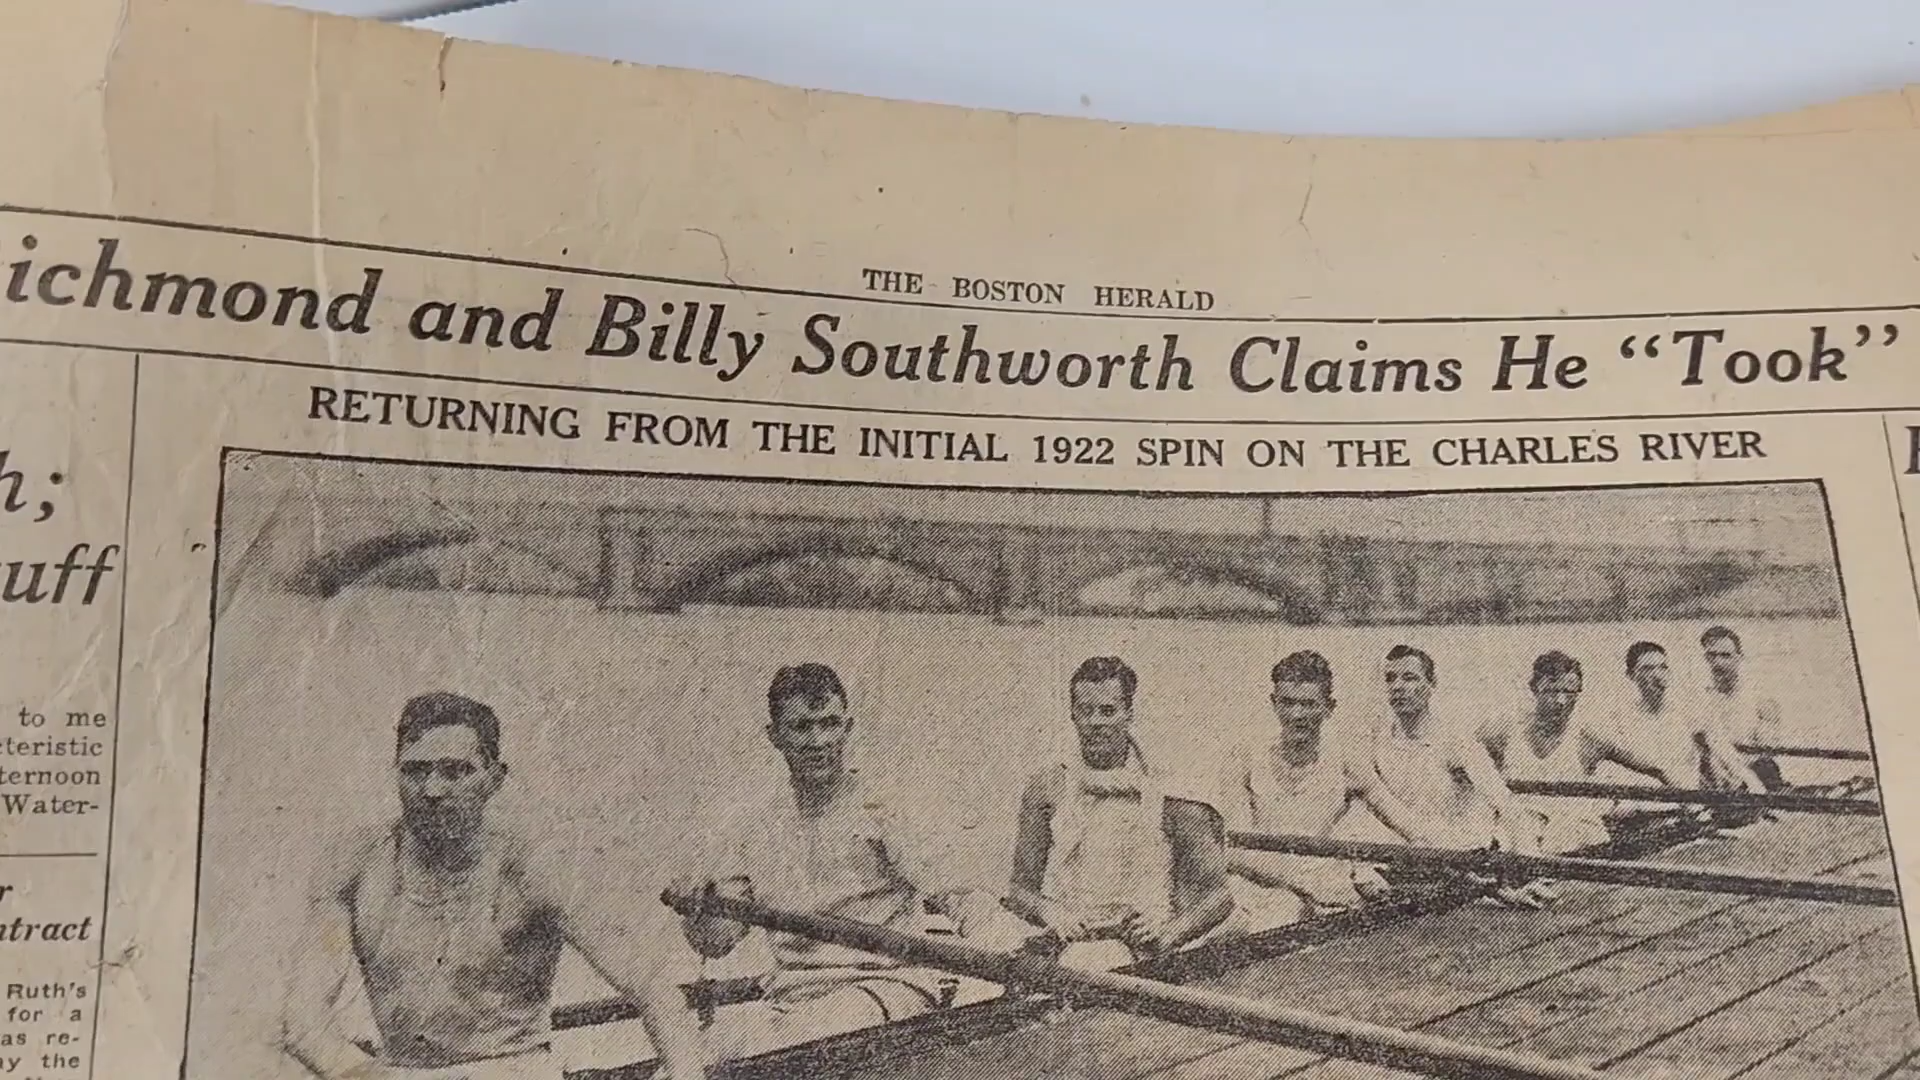 THE BOSTON HERALD
ichmond and Billy Southworth Claims He “Took”
RETURNING FROM THE INITIAL 1922 SPIN ON THE CHARLES RIVER
h;
uff
to me
teristic
ternoon
Water-
r
ntract
Ruth's
for a
as re-
ay the